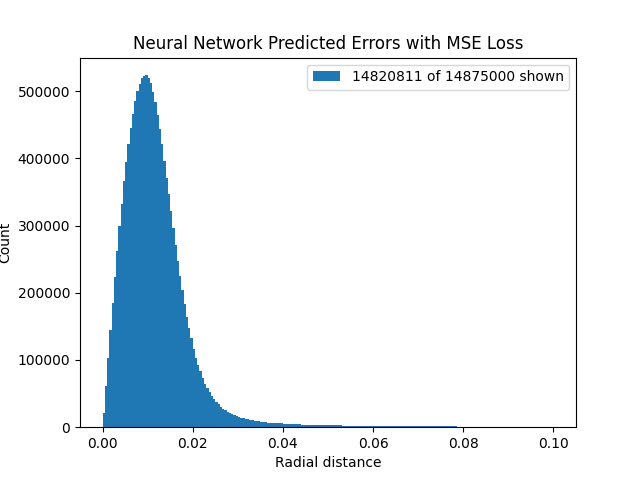 Neural Network Predicted Errors with MSE Loss
14820811 of 14875000 shown
500000
400000
300000
200000
100000
0
Count
0.00 0.02 0.04 0.06 0.08 0.10
Radial distance